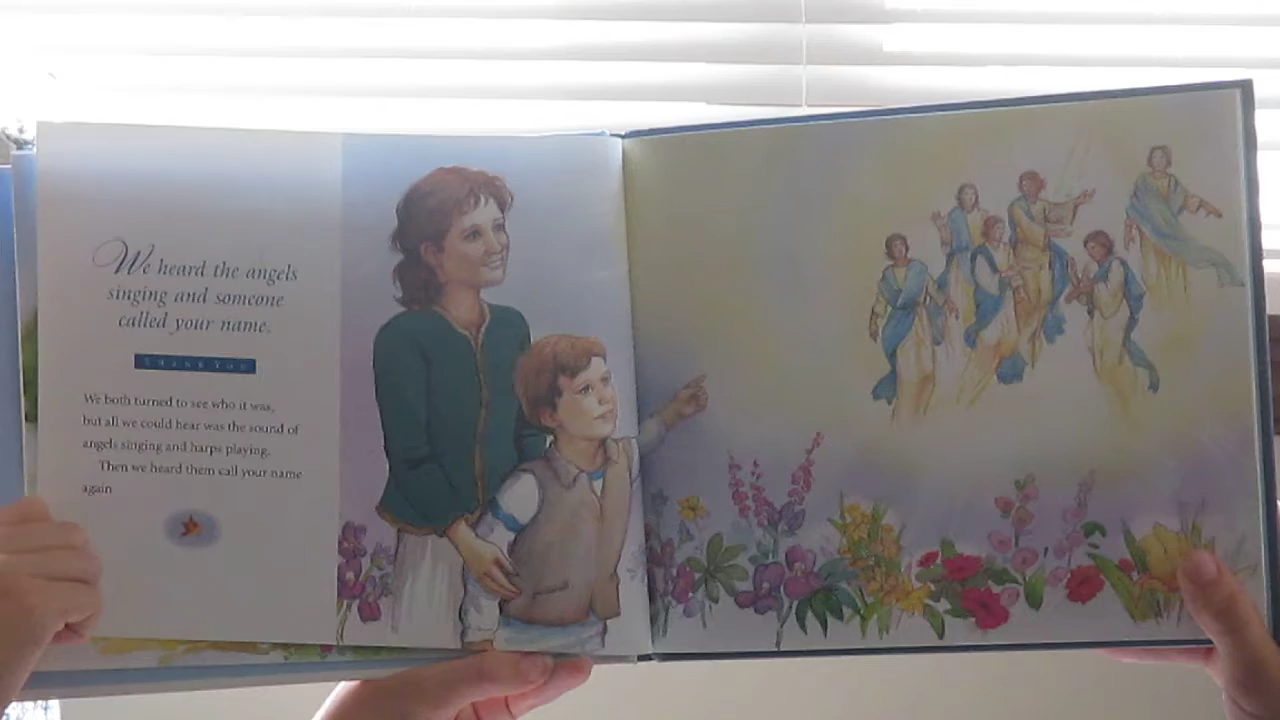 We heard the angels
singing and someone
called your name.
THANK YOU
We both turned to see who it was,
but all we could hear was the sound of
angels singing and harps playing.
Then we heard them call your name
again